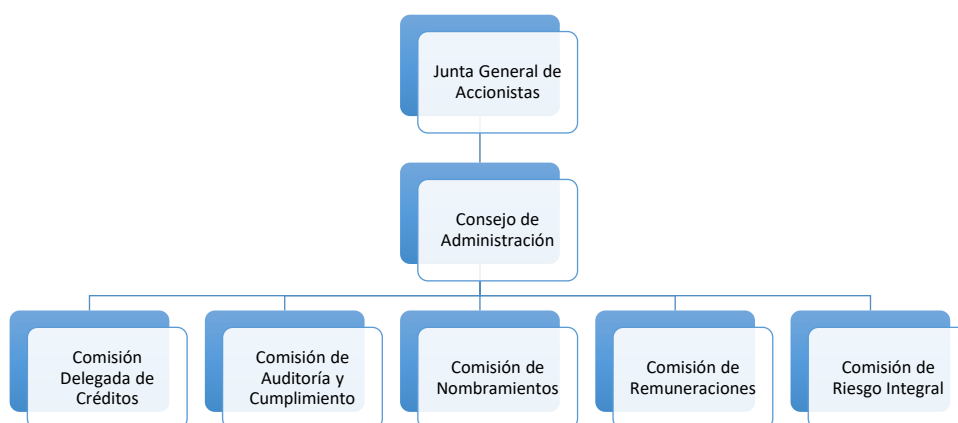 Junta General de
Accionistas
Consejo de
Administración
Comisión
Delegada de
Créditos
Comisión de
Auditoría y
Cumplimiento
Comisión de
Nombramientos
Comisión de
Remuneraciones
Comisión de
Riesgo Integral